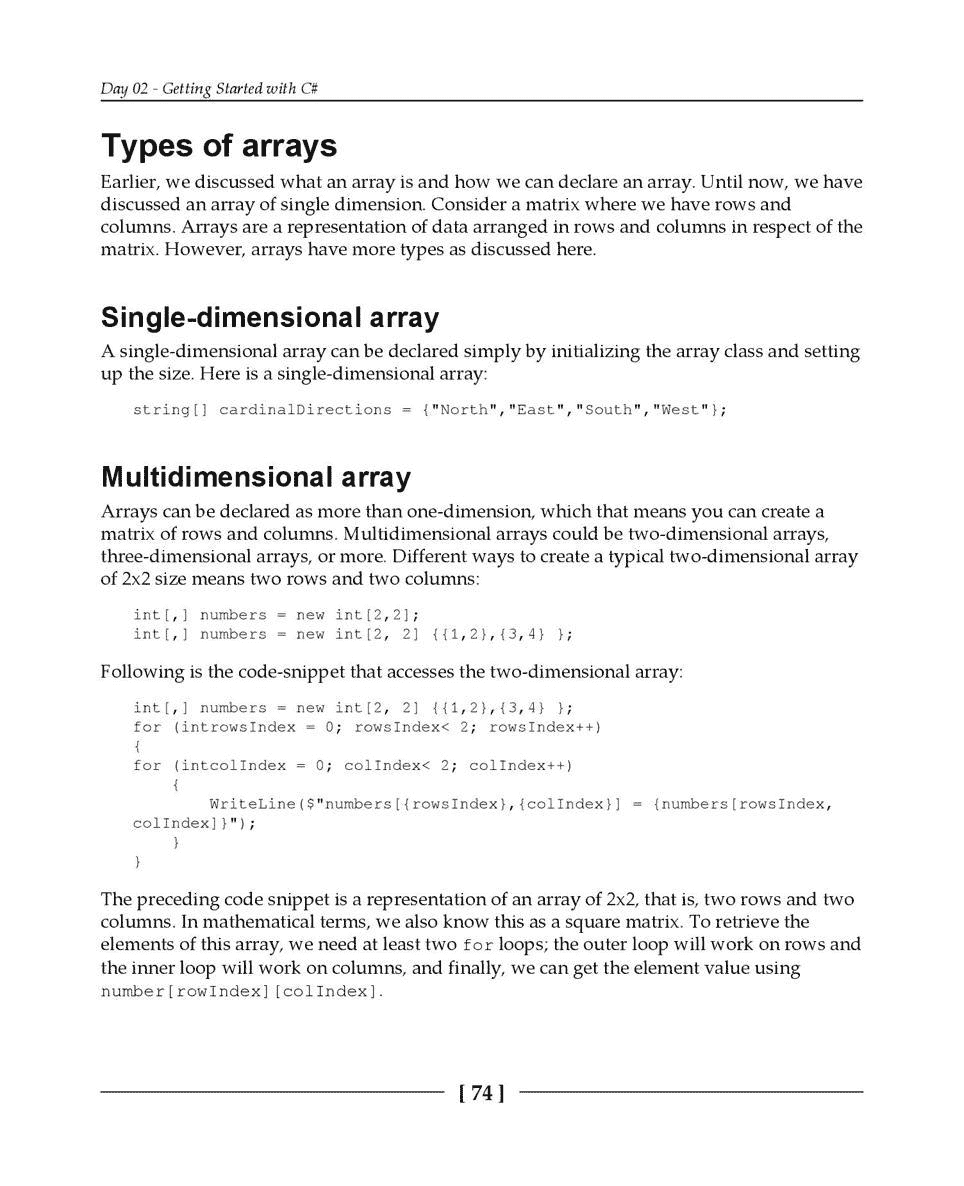 Day 02 - Getting Started with C#
Types of arrays
Earlier, we discussed what an array is and how we can declare an array. Until now, we have
discussed an array of single dimension. Consider a matrix where we have rows and
columns. Arrays are a representation of data arranged in rows and columns in respect of the
matrix. However, arrays have more types as discussed here.
Single-dimensional array
A single-dimensional array can be declared simply by initializing the array class and setting
up the size. Here is a single-dimensional array:
string[] cardinalDirections = {"North","East","South","West"};
Multidimensional array
Arrays can be declared as more than one-dimension, which that means you can create a
matrix of rows and columns. Multidimensional arrays could be two-dimensional arrays,
three-dimensional arrays, or more. Different ways to create a typical two-dimensional array
of 2x2 size means two rows and two columns:
int[,] numbers = new int[2,2];
int[,] numbers = new int[2, 2] {{1,2},{3,4} };
Following is the code-snippet that accesses the two-dimensional array:
int[,] numbers = new int[2, 2] {{1,2},{3,4} };
for (introwsIndex = 0; rowsIndex< 2; rowsIndex++)
{
for (intcolIndex = 0; colIndex< 2; colIndex++)
{
WriteLine($"numbers[{rowsIndex},{colIndex}] = {numbers[rowsIndex,
colIndex]}");
}
}
The preceding code snippet is a representation of an array of 2x2, that is, two rows and two
columns. In mathematical terms, we also know this as a square matrix. To retrieve the
elements of this array, we need at least two for loops; the outer loop will work on rows and
the inner loop will work on columns, and finally, we can get the element value using
number[rowIndex][colIndex].
[ 74 ]